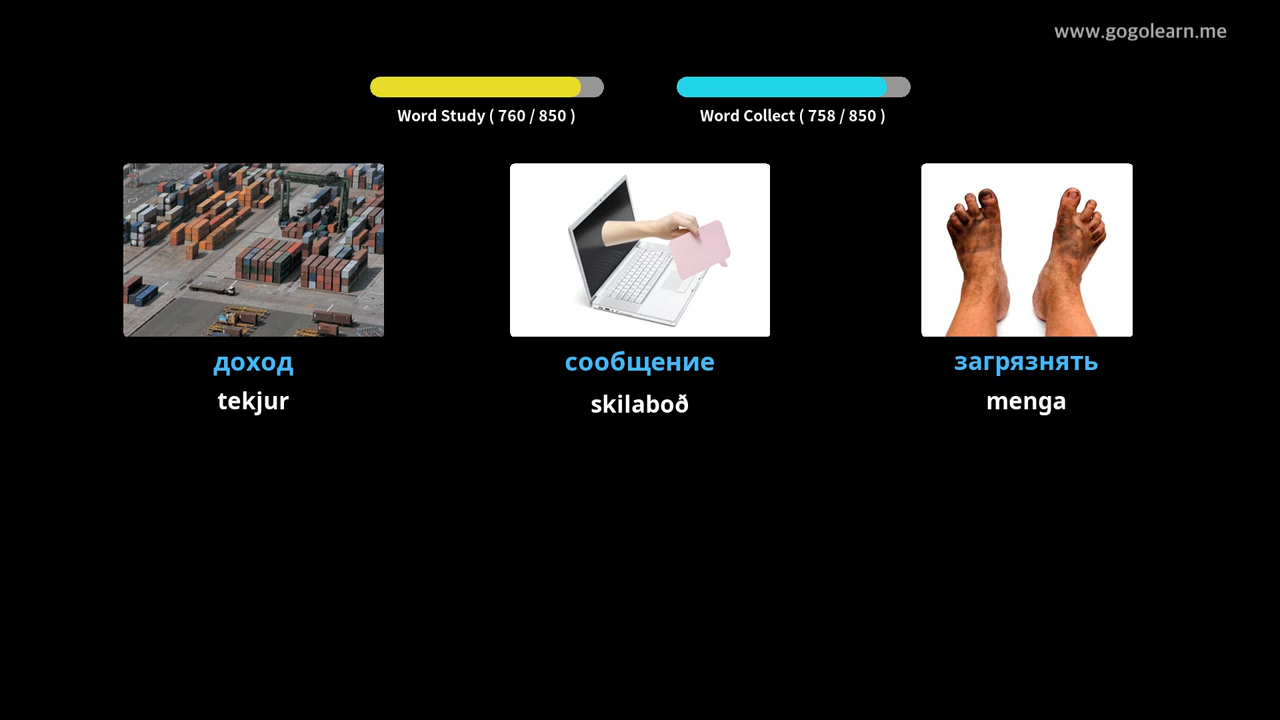 www.gogolearn.me
Word Study ( 760 / 850 )
Word Collect ( 758 / 850 )
доход
tekjur
сообщение
skilaboð
загрязнять
menga